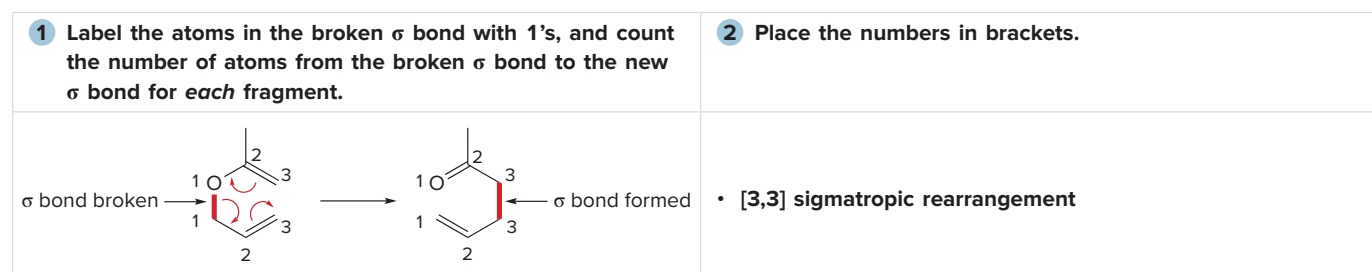 1 Label the atoms in the broken σ bond with 1’s, and count
the number of atoms from the broken σ bond to the new
σ bond for each fragment.
2 Place the numbers in brackets.
2
1 O
3
σ bond broken
1
3
2
2
1 O
3
σ bond formed
1
3
2
• [3,3] sigmatropic rearrangement